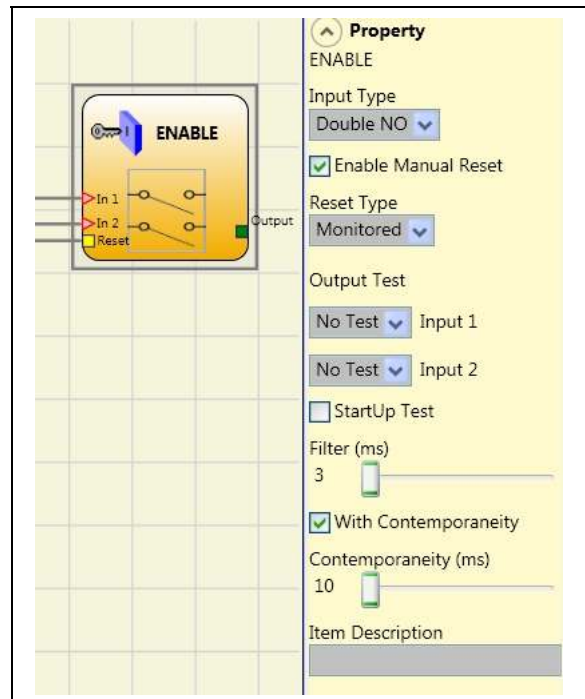 ENABLE
In 1
In 2
Reset
Output
Property
ENABLE
Input Type
Double NO
Enable Manual Reset
Reset Type
Monitored
Output Test
No Test Input 1
No Test Input 2
StartUp Test
Filter (ms)
3
With Contemporaneity
Contemporaneity (ms)
10
Item Description